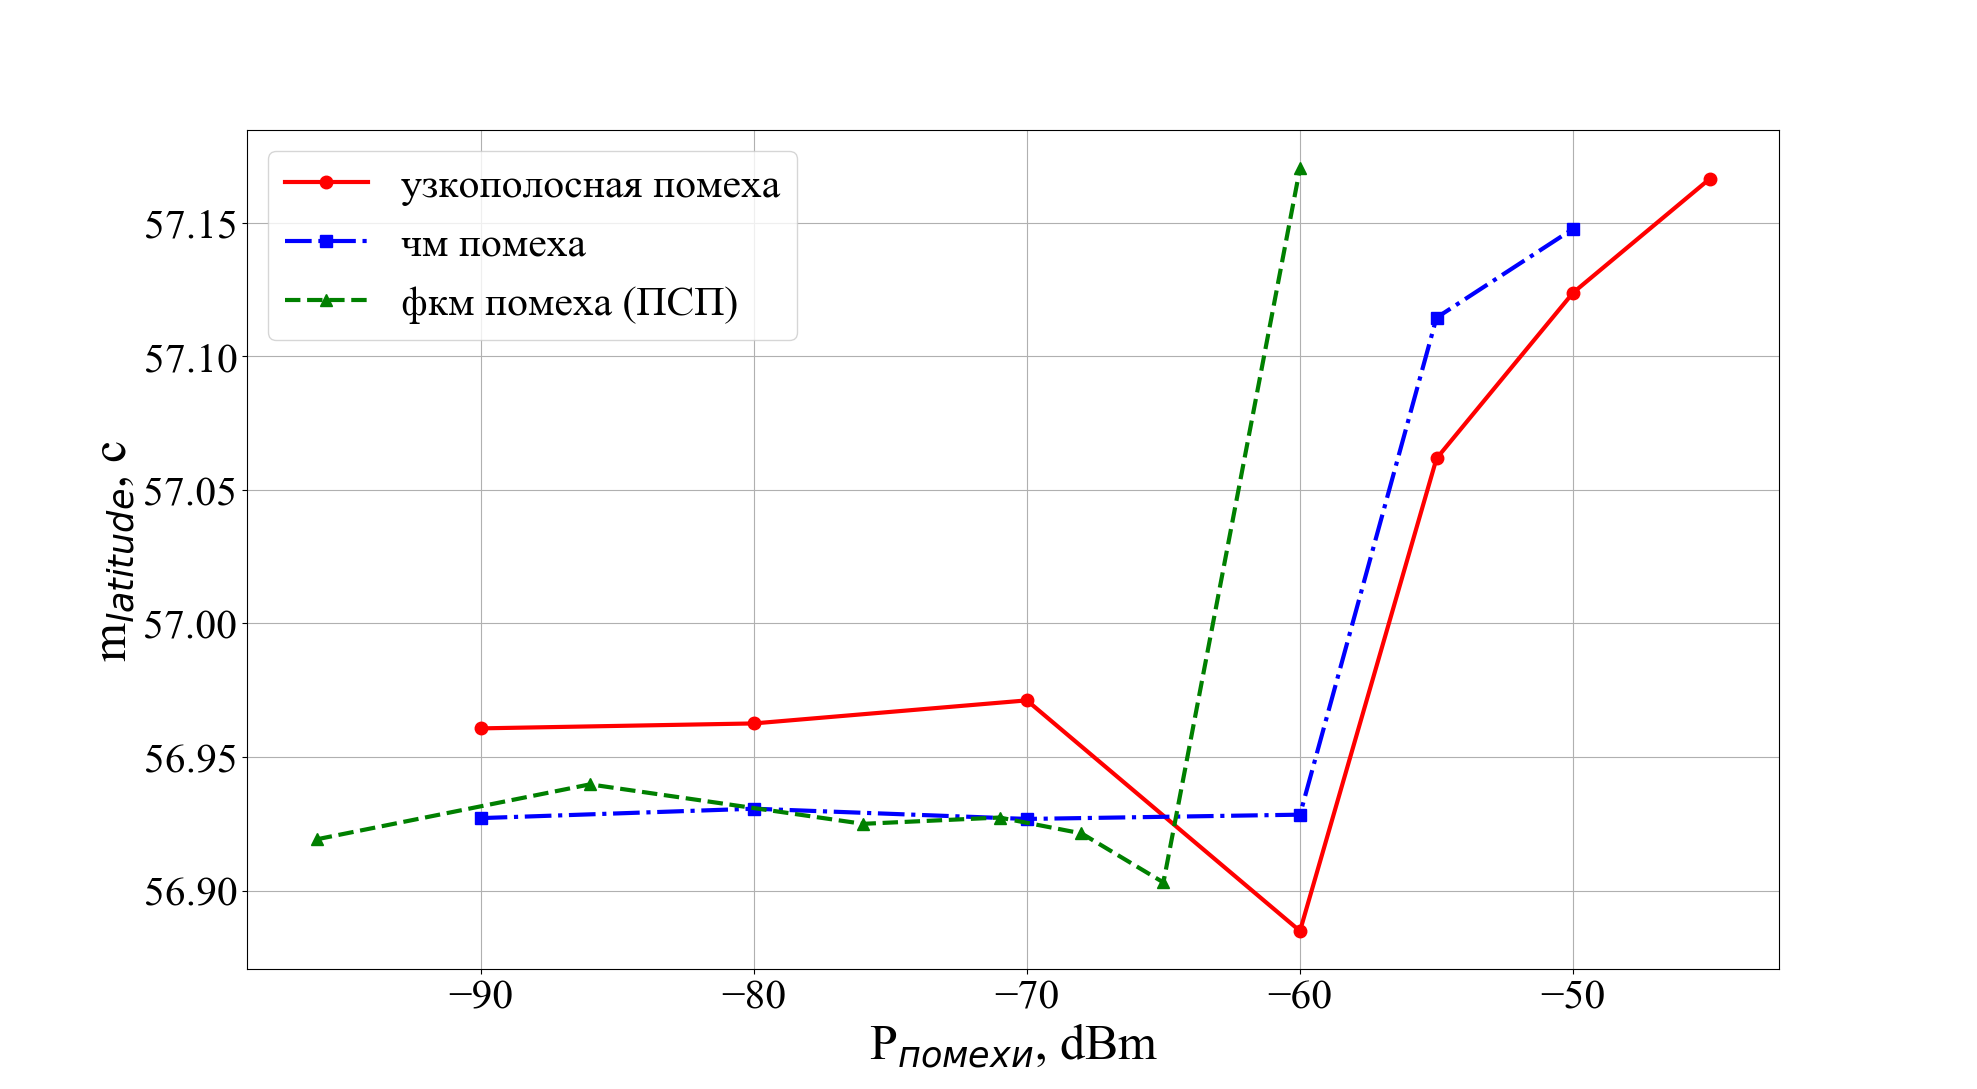 узкополосная помеха
чм помеха
фкм помеха (ПСП)
57.15
57.10
57.05
57.00
56.95
56.90
m_latitude, с
−90 −80 −70 −60 −50
P_помехи, dBm